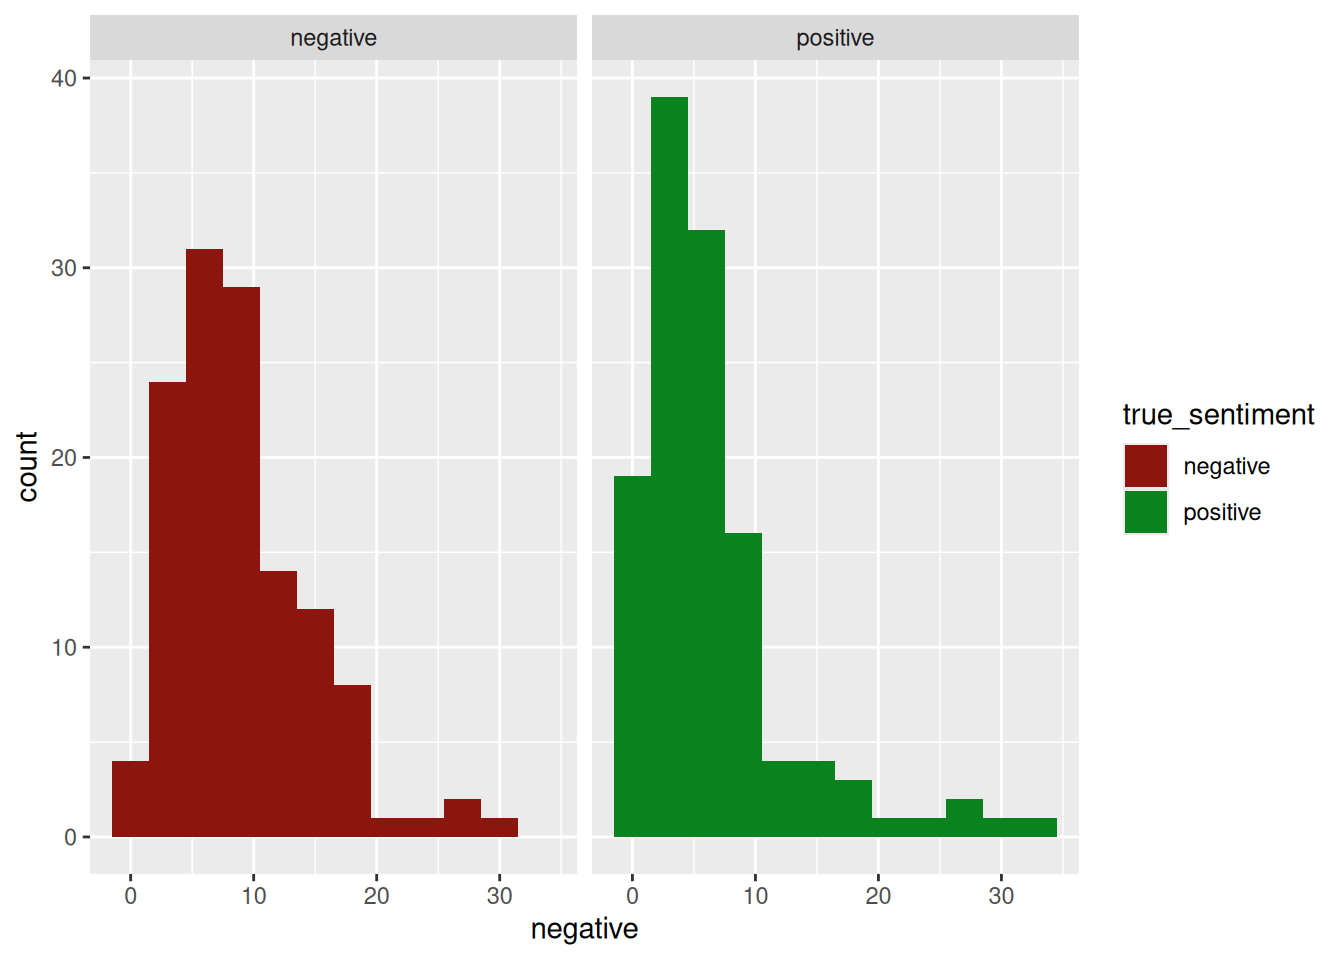 negative positive
40
30
20
10
0
count
0 10 20 30 0 10 20 30
negative
true_sentiment
negative
positive